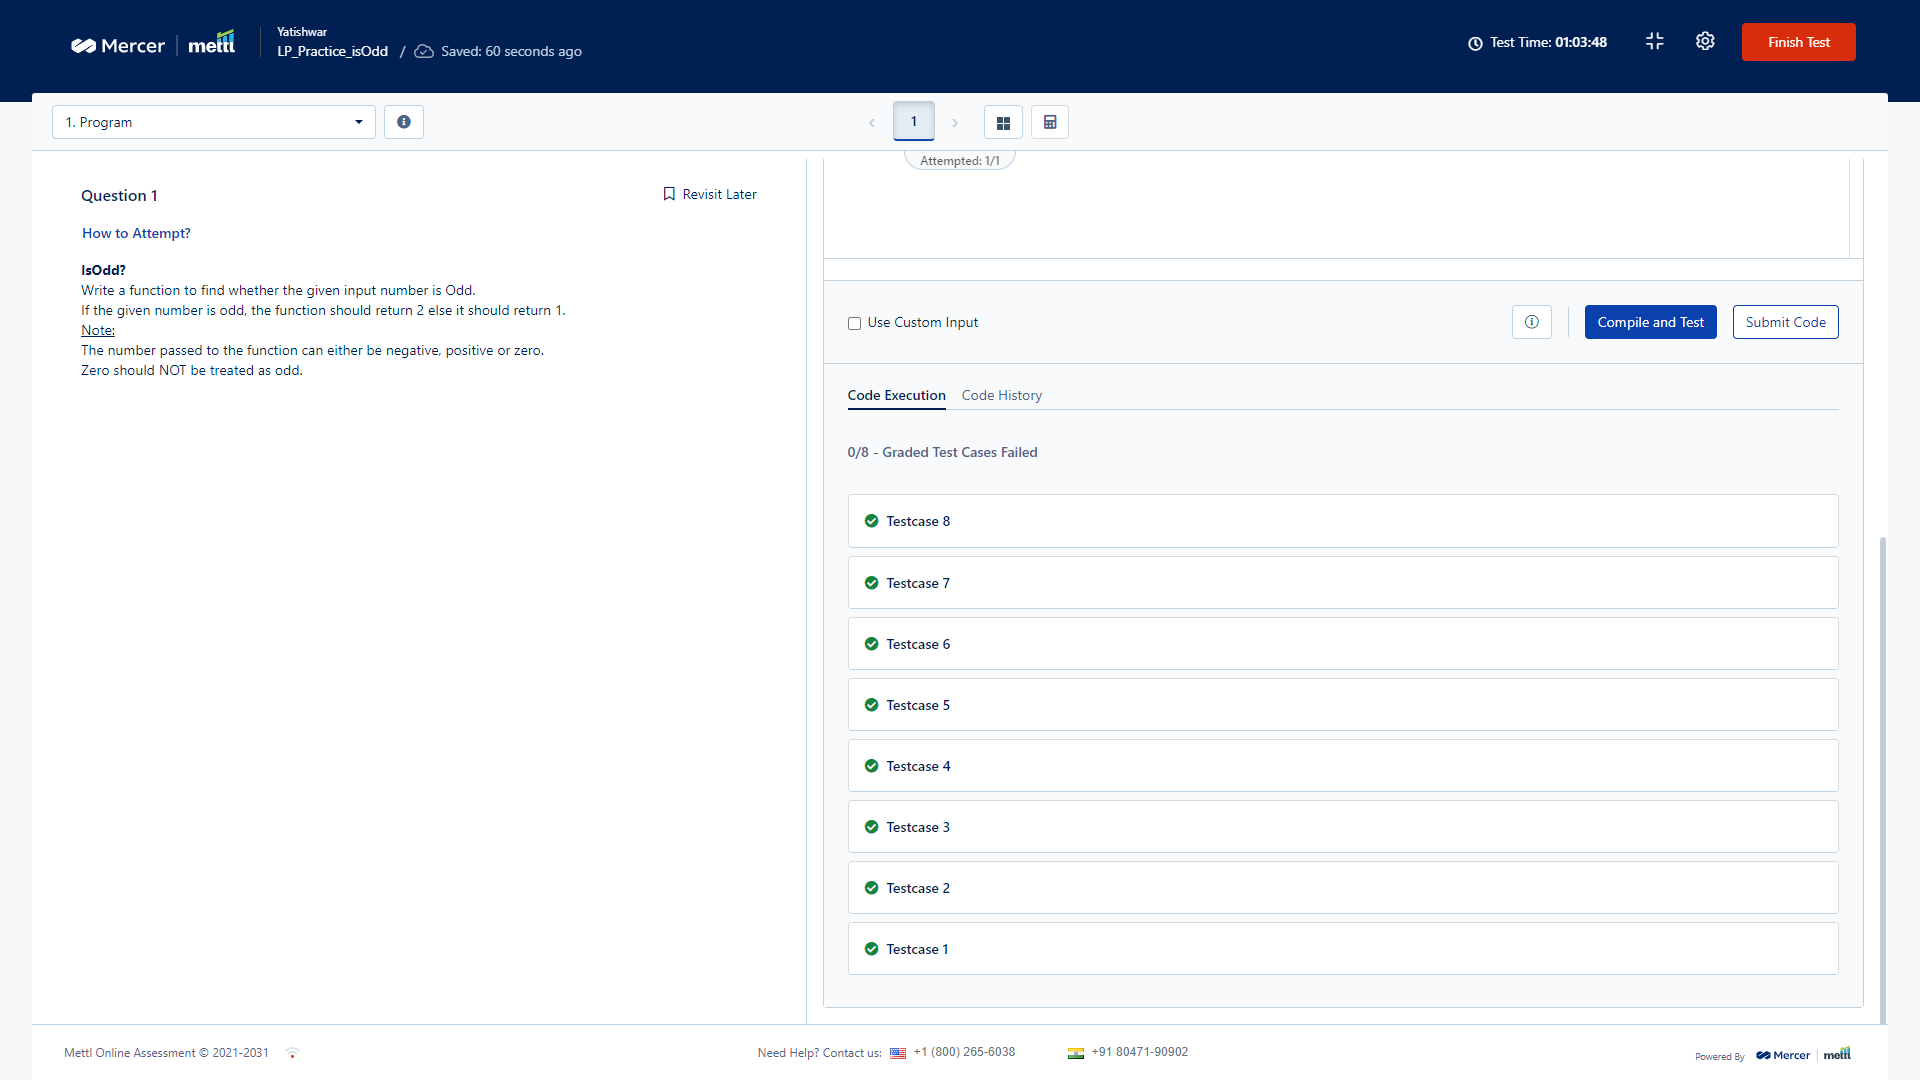 Mercer mettl
Yatishwar
LP_Practice_isOdd / Saved: 60 seconds ago
Test Time: 01:03:48
Finish Test
1. Program
1
Attempted: 1/1
Question 1
Revisit Later
How to Attempt?
IsOdd?
Write a function to find whether the given input number is Odd.
If the given number is odd, the function should return 2 else it should return 1.
Note:
The number passed to the function can either be negative, positive or zero.
Zero should NOT be treated as odd.
Use Custom Input
Compile and Test
Submit Code
Code Execution
Code History
0/8 - Graded Test Cases Failed
Testcase 8
Testcase 7
Testcase 6
Testcase 5
Testcase 4
Testcase 3
Testcase 2
Testcase 1
Mettl Online Assessment © 2021-2031
Need Help? Contact us: +1 (800) 265-6038
+91 80471-90902
Powered By Mercer mettl